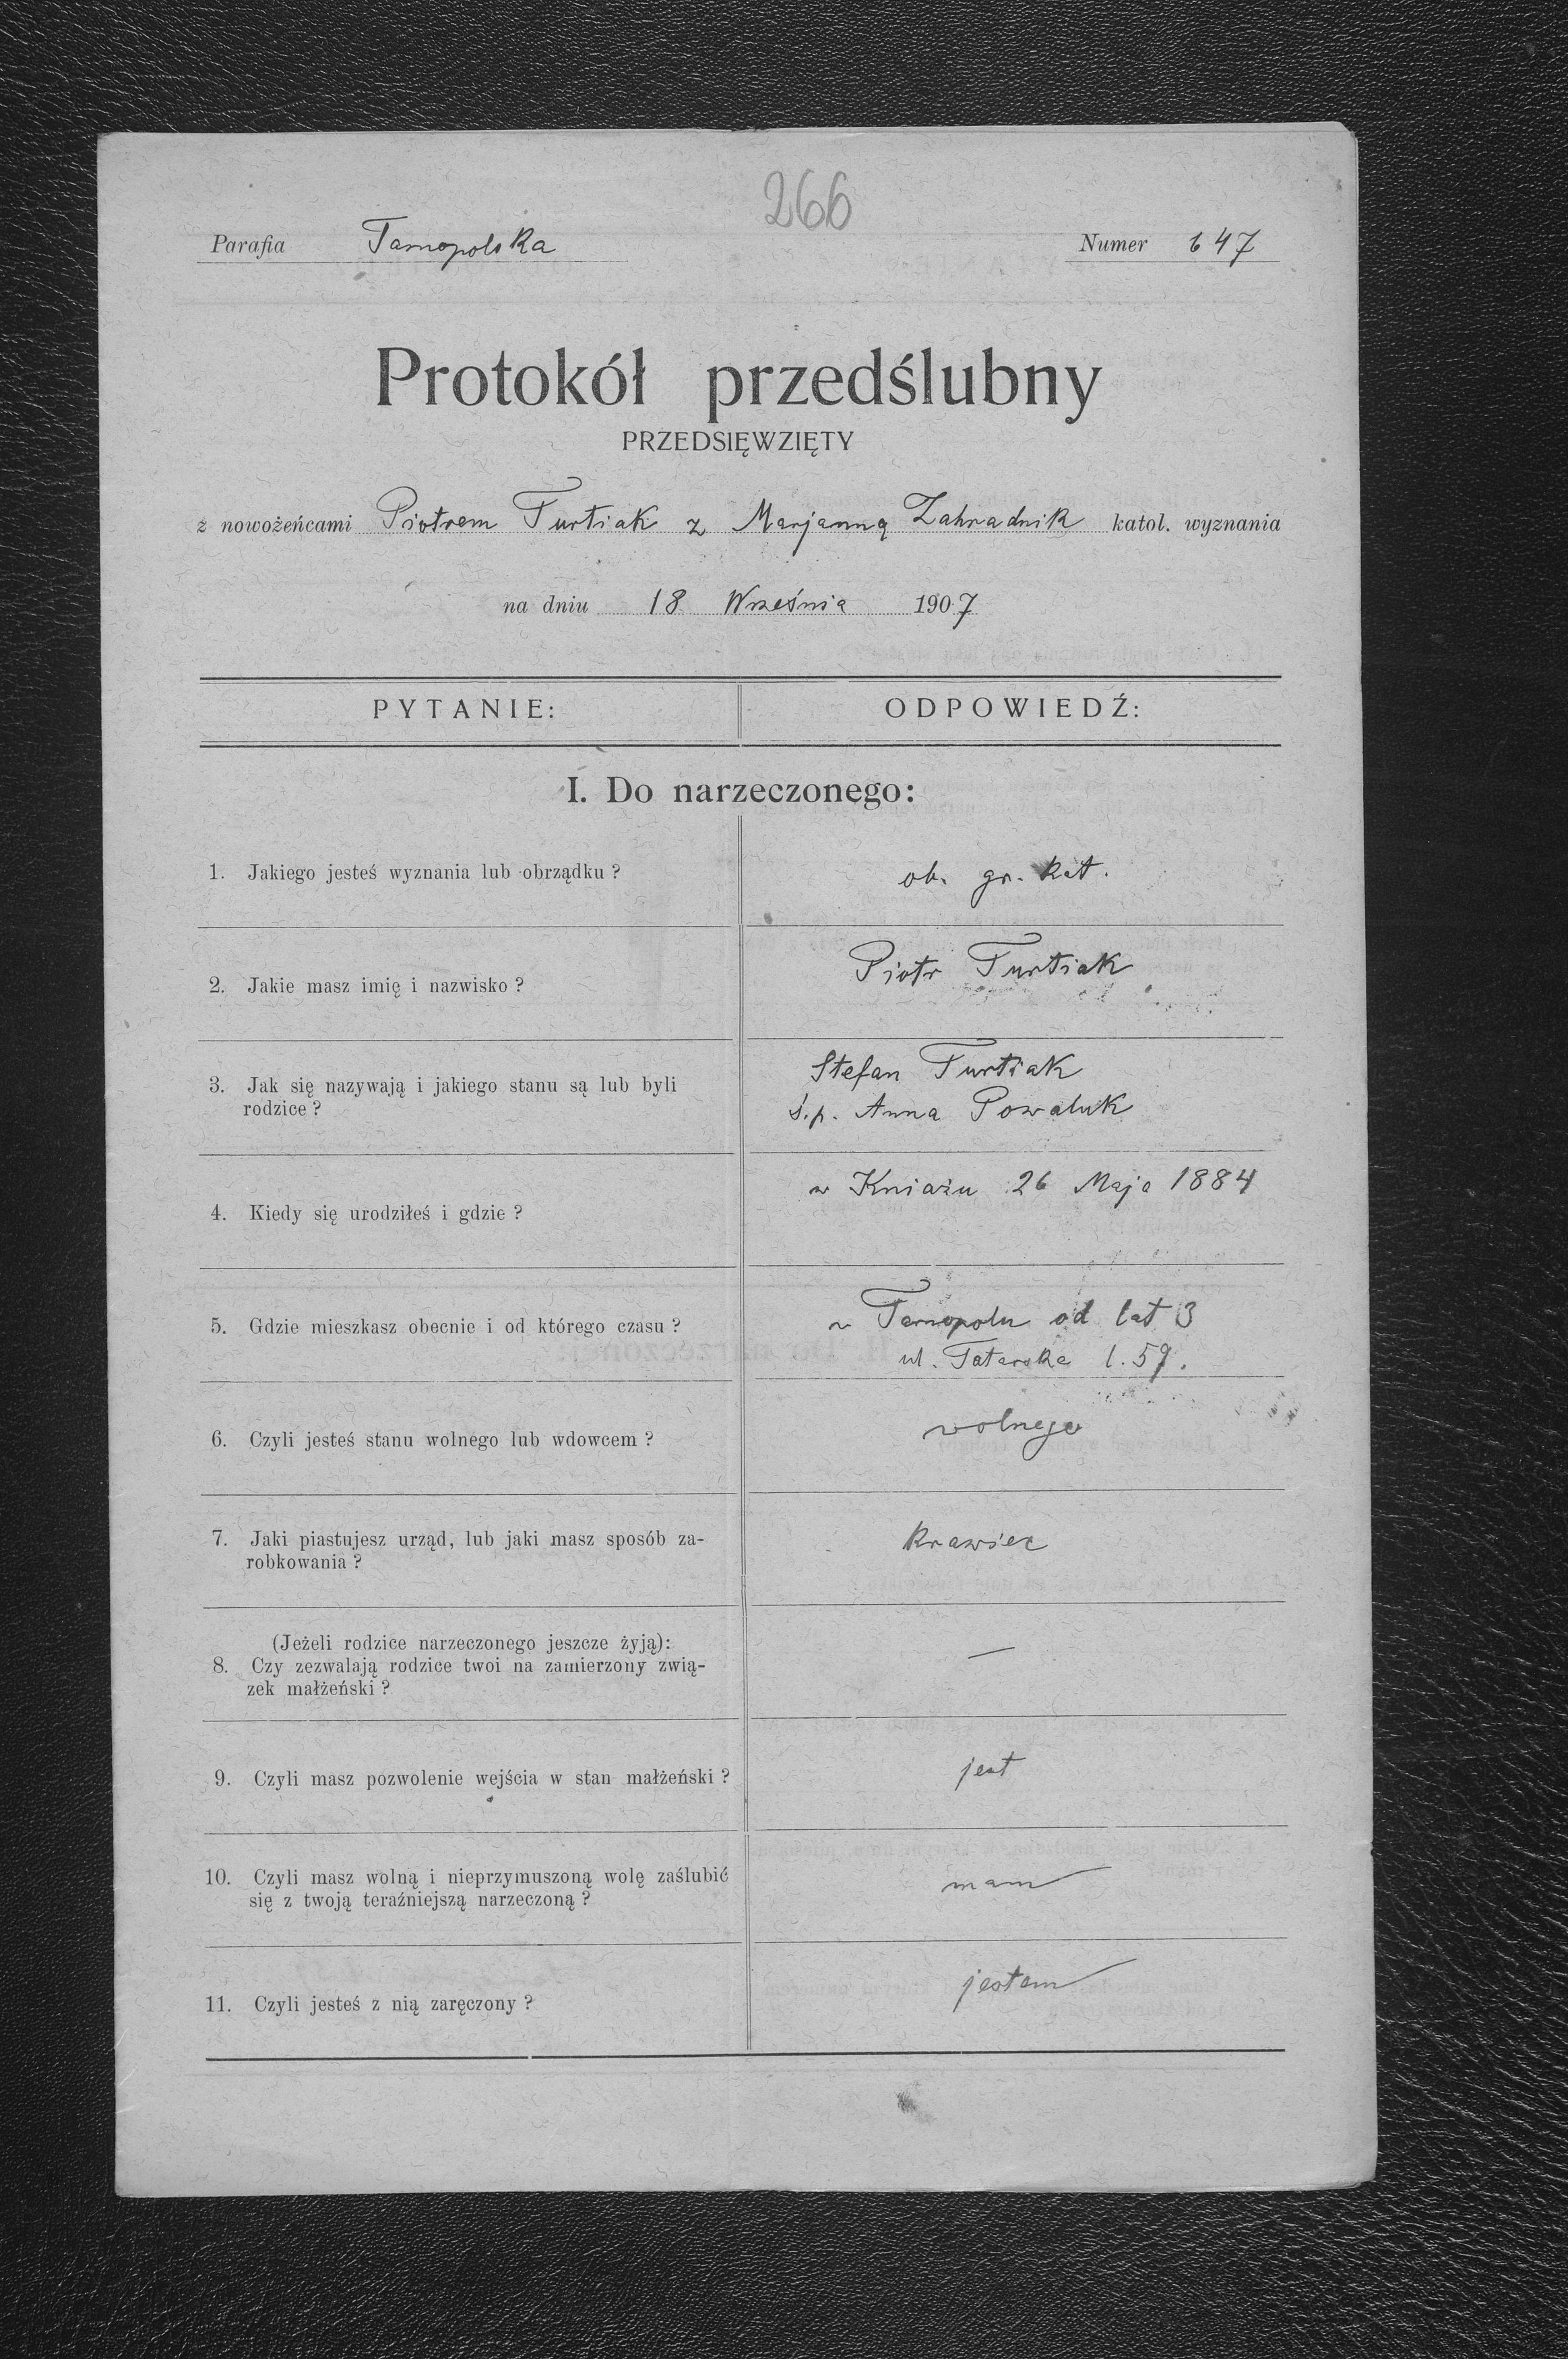 266
Parafia Tarnopolska Numer 647
Protokół przedślubny
PRZEDSIĘWZIĘTY
z nowożeńcami Piotrem Turtiak z Marjanną Zahradnik katol. wyznania
na dniu 18 Września 1907
PYTANIE: ODPOWIEDŹ:
I. Do narzeczonego:
1. Jakiego jesteś wyznania lub obrządku ? ob. gr. kat.
2. Jakie masz imię i nazwisko ? Piotr Turtiak
3. Jak się nazywają i jakiego stanu są lub byli
rodzice ?
Stefan Turtiak
ś.p. Anna Powaluk
4. Kiedy się urodziłeś i gdzie ? w Kniażu 26 Maja 1884
5. Gdzie mieszkasz obecnie i od którego czasu ? w Tarnopolu od lat 3
ul. Tatarska l. 59.
6. Czyli jesteś stanu wolnego lub wdowcem ? wolnego
7. Jaki piastujesz urząd, lub jaki masz sposób za-
robkowania ?
krawiec
(Jeżeli rodzice narzeczonego jeszcze żyją):
8. Czy zezwalają rodzice twoi na zamierzony zwią-
zek małżeński ?
—
9. Czyli masz pozwolenie wejścia w stan małżeński ? jest
10. Czyli masz wolną i nieprzymuszoną wolę zaślubić
się z twoją teraźniejszą narzeczoną ?
mam
11. Czyli jesteś z nią zaręczony ? jestem